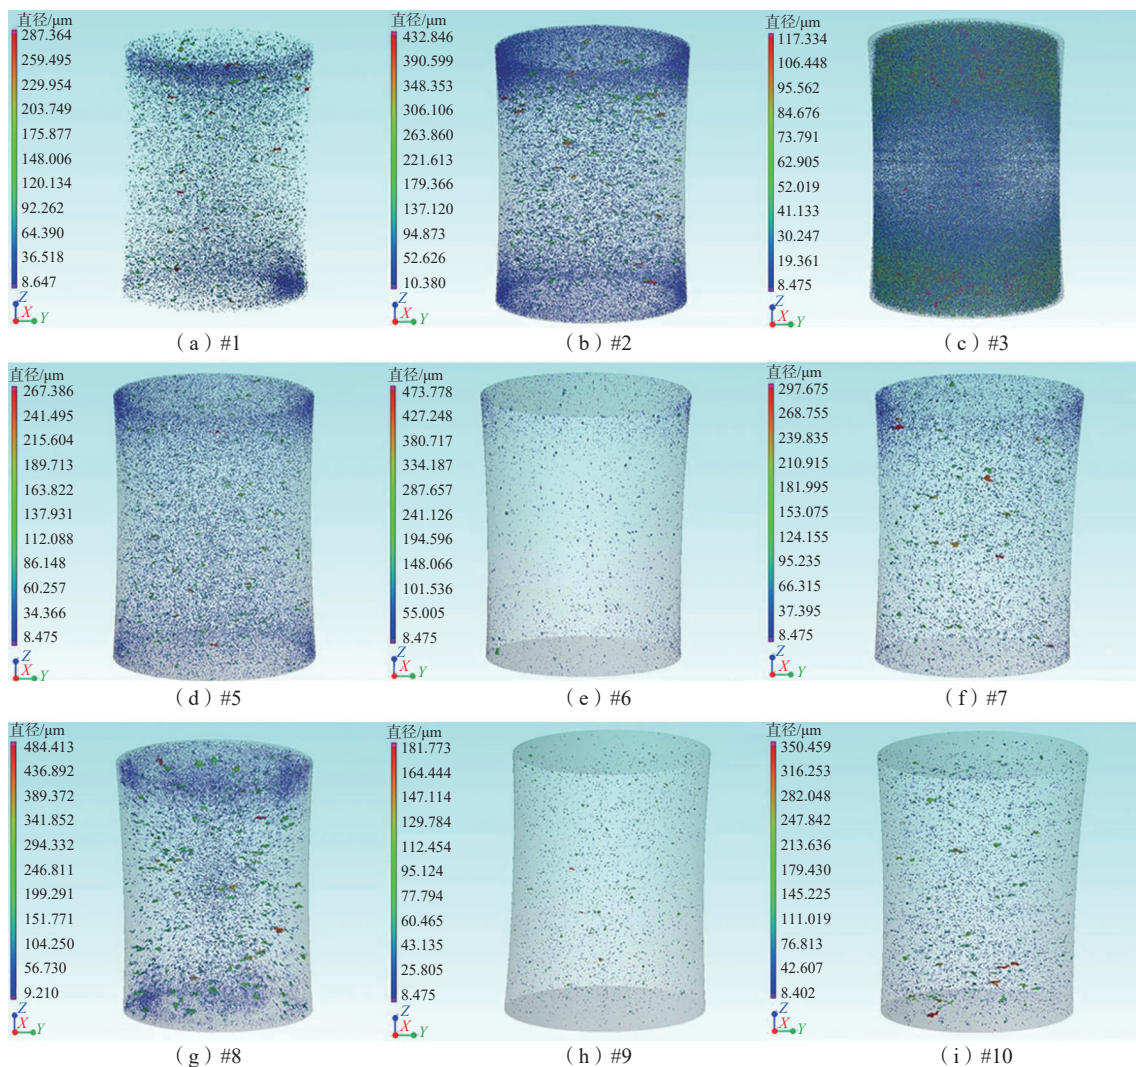 直径/μm
287.364
259.495
229.954
203.749
175.877
148.006
120.134
92.262
64.390
36.518
8.647
Z
X
Y
(a)#1
直径/μm
432.846
390.599
348.353
306.106
263.860
221.613
179.366
137.120
94.873
52.626
10.380
Z
X
Y
(b)#2
直径/μm
117.334
106.448
95.562
84.676
73.791
62.905
52.019
41.133
30.247
19.361
8.475
Z
X
Y
(c)#3
直径/μm
267.386
241.495
215.604
189.713
163.822
137.931
112.088
86.148
60.257
34.366
8.475
Z
X
Y
(d)#5
直径/μm
473.778
427.248
380.717
334.187
287.657
241.126
194.596
148.066
101.536
55.005
8.475
Z
X
Y
(e)#6
直径/μm
297.675
268.755
239.835
210.915
181.995
153.075
124.155
95.235
66.315
37.395
8.475
Z
X
Y
(f)#7
直径/μm
484.413
436.892
389.372
341.852
294.332
246.811
199.291
151.771
104.250
56.730
9.210
Z
X
Y
(g)#8
直径/μm
181.773
164.444
147.114
129.784
112.454
95.124
77.794
60.465
43.135
25.805
8.475
Z
X
Y
(h)#9
直径/μm
350.459
316.253
282.048
247.842
213.636
179.430
145.225
111.019
76.813
42.607
8.402
Z
X
Y
(i)#10